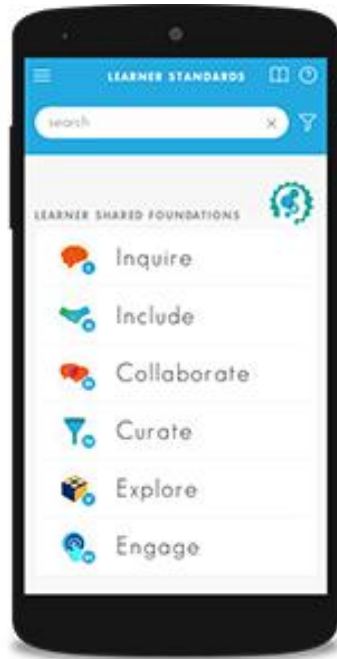 LEARNER STANDARDS
search
LEARNER SHARED FOUNDATIONS
Inquire
Include
Collaborate
Curate
Explore
Engage